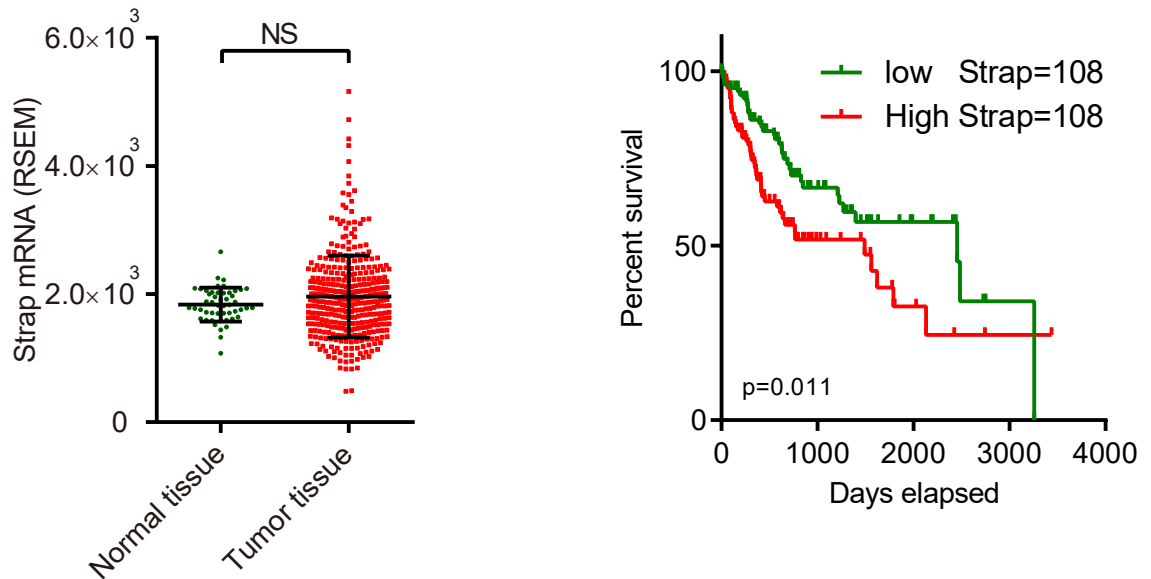 NS
6.0×10³
4.0×10³
2.0×10³
0
Strap mRNA (RSEM)
Normal tissue
Tumor tissue
low Strap=108
High Strap=108
100
50
0
Percent survival
p=0.011
0 1000 2000 3000 4000
Days elapsed